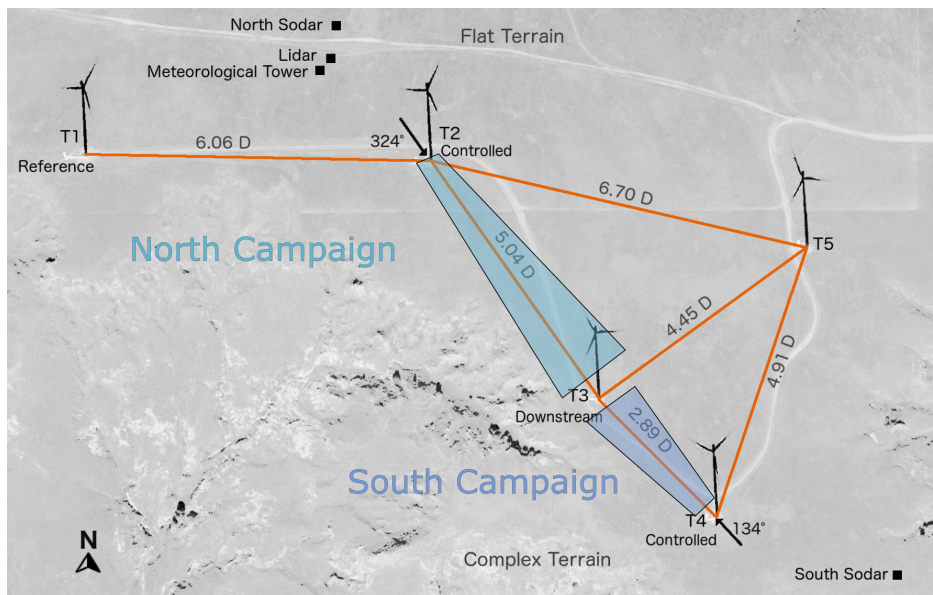 North Sodar
Flat Terrain
Lidar
Meteorological Tower
T1
6.06 D
324°
T2
Controlled
Reference
6.70 D
North Campaign
5.04 D
T5
4.45 D
4.91 D
T3
Downstream
2.89 D
South Campaign
T4
134°
Controlled
N
Complex Terrain
South Sodar